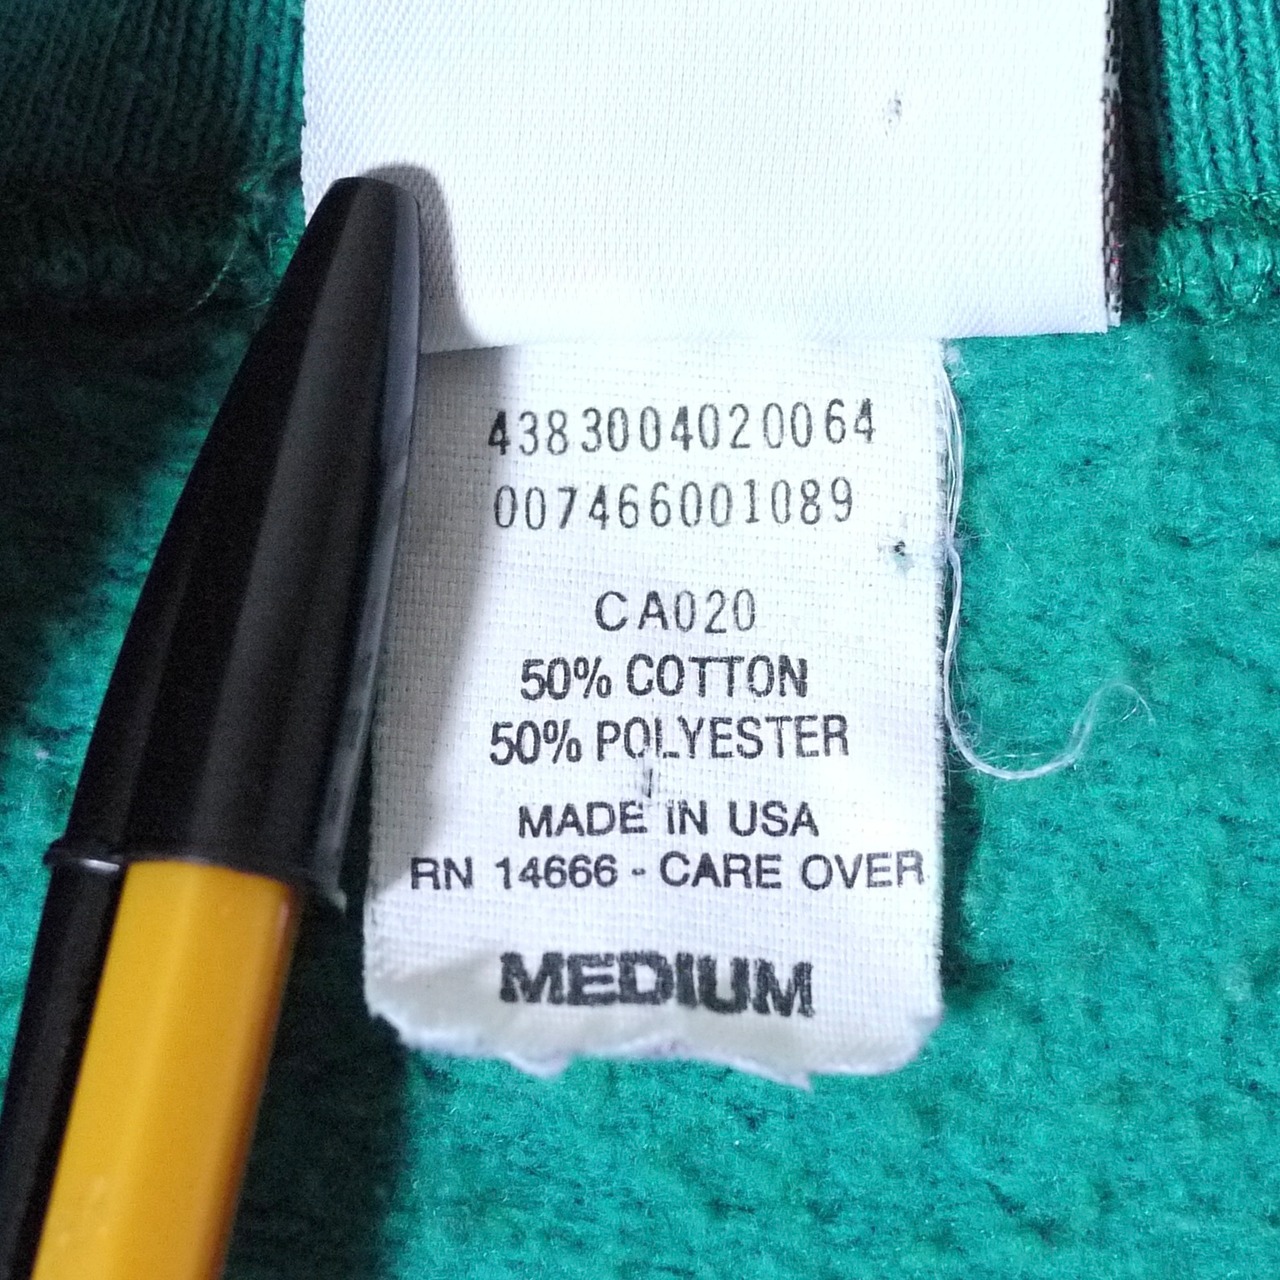 4383004020064
007466001089
CA020
50% COTTON
50% POLYESTER
MADE IN USA
RN 14666 - CARE OVER
MEDIUM